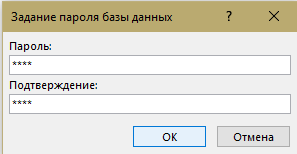 Задание пароля базы данных
Пароль:
****
Подтверждение:
****
ОК
Отмена